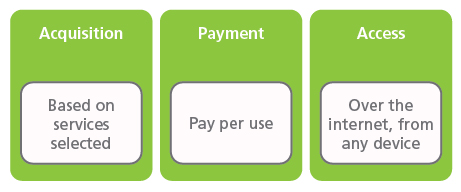 Acquisition
Based on
services
selected
Payment
Pay per use
Access
Over the
internet, from
any device